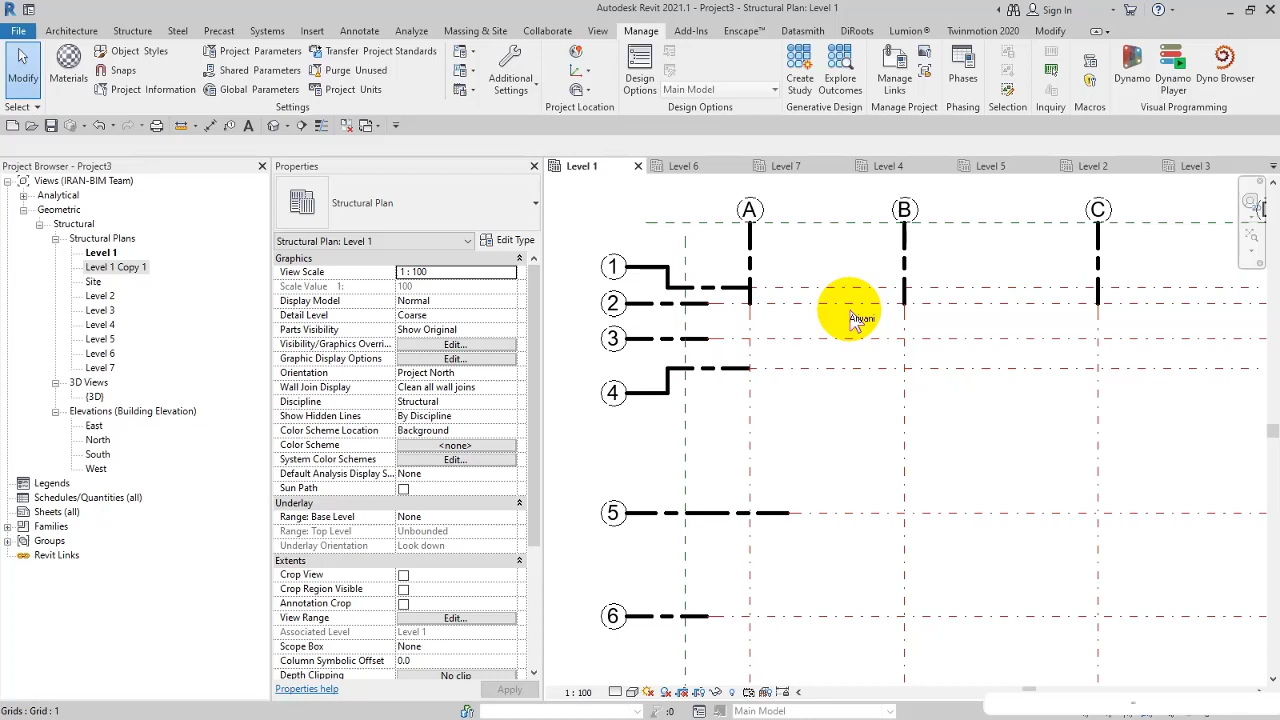 Autodesk Revit 2021.1 - Project3 - Structural Plan: Level 1
Sign In
File Architecture Structure Steel Precast Systems Insert Annotate Analyze Massing & Site Collaborate View Manage Add-Ins Enscape™ Datasmith DiRoots Lumion® Twinmotion 2020 Modify
Modify
Materials
Object Styles
Snaps
Project Information
Project Parameters
Shared Parameters
Global Parameters
Transfer Project Standards
Purge Unused
Project Units
Additional
Settings
Design
Options
Main Model
Create
Study
Explore
Outcomes
Manage
Links
Phases
Dynamo
Dynamo
Player
Dyno Browser
Select Settings Project Location Design Options Generative Design Manage Project Phasing Selection Inquiry Macros Visual Programming
Project Browser - Project3
Views (IRAN-BIM Team)
Analytical
Geometric
Structural
Structural Plans
Level 1
Level 1 Copy 1
Site
Level 2
Level 3
Level 4
Level 5
Level 6
Level 7
3D Views
{3D}
Elevations (Building Elevation)
East
North
South
West
Legends
Schedules/Quantities (all)
Sheets (all)
Families
Groups
Revit Links
Properties
Structural Plan
Structural Plan: Level 1 Edit Type
Graphics
View Scale 1 : 100
Scale Value 1: 100
Display Model Normal
Detail Level Coarse
Parts Visibility Show Original
Visibility/Graphics Overri... Edit...
Graphic Display Options Edit...
Orientation Project North
Wall Join Display Clean all wall joins
Discipline Structural
Show Hidden Lines By Discipline
Color Scheme Location Background
Color Scheme <none>
System Color Schemes Edit...
Default Analysis Display S... None
Sun Path
Underlay
Range: Base Level None
Range: Top Level Unbounded
Underlay Orientation Look down
Extents
Crop View
Crop Region Visible
Annotation Crop
View Range Edit...
Associated Level Level 1
Scope Box None
Column Symbolic Offset 0.0
Depth Clipping No clip
Properties help Apply
Level 1 Level 6 Level 7 Level 4 Level 5 Level 2 Level 3
A B C
1
2
3
4
5
6
1 : 100
Grids : Grid : 1
:0
Main Model